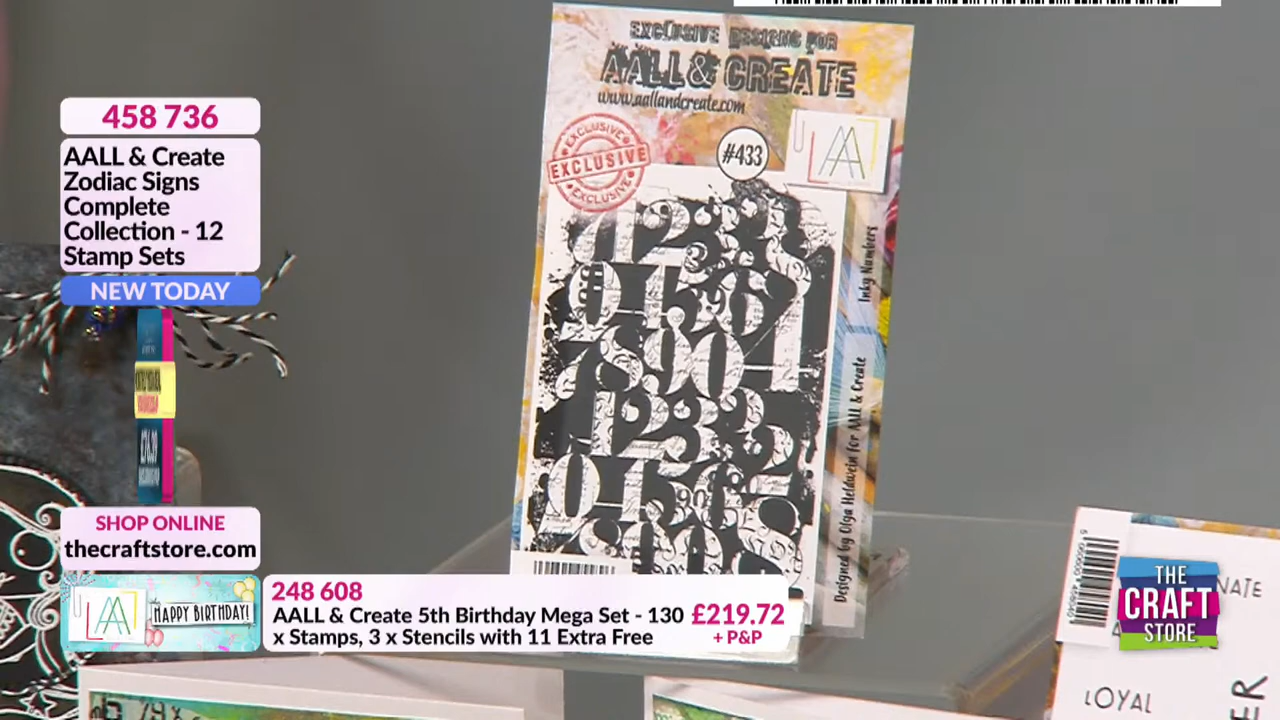 458 736
AALL & Create
Zodiac Signs
Complete
Collection - 12
Stamp Sets
NEW TODAY
SHOP ONLINE
thecraftstore.com
HAPPY BIRTHDAY!
248 608
AALL & Create 5th Birthday Mega Set - 130
x Stamps, 3 x Stencils with 11 Extra Free
£219.72
+ P&P
EXCLUSIVE DESIGNS FOR
AALL & CREATE
www.aallandcreate.com
EXCLUSIVE
EXCLUSIVE
EXCLUSIVE
#433
Inky Numbers
Designed by Olga Heldwein for AALL & Create
THE
CRAFT
STORE
LOYAL